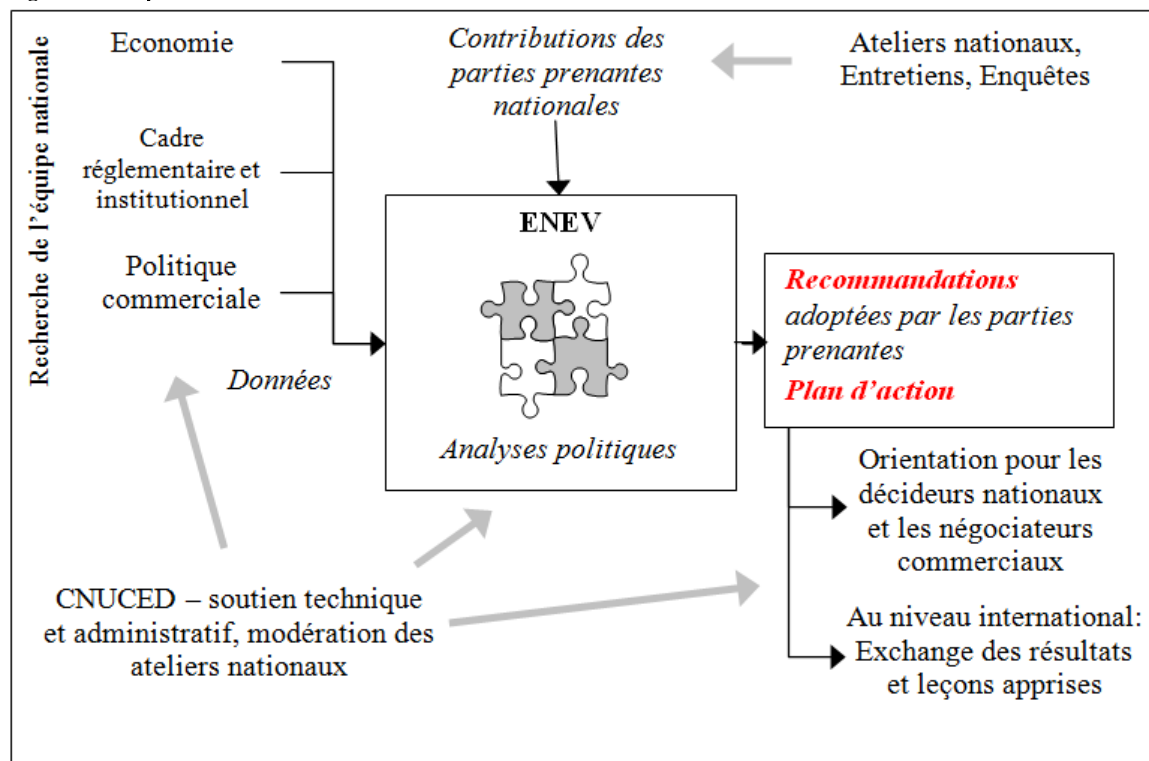 Recherche de l'équipe nationale
Economie
Cadre
réglementaire et
institutionnel
Politique
commerciale
Données
Contributions des
parties prenantes
nationales
Ateliers nationaux,
Entretiens, Enquêtes
ENEV
Analyses politiques
Recommandations
adoptées par les parties
prenantes
Plan d'action
Orientation pour les
décideurs nationaux
et les négociateurs
commerciaux
Au niveau international:
Exchange des résultats
et leçons apprises
CNUCED – soutien technique
et administratif, modération des
ateliers nationaux